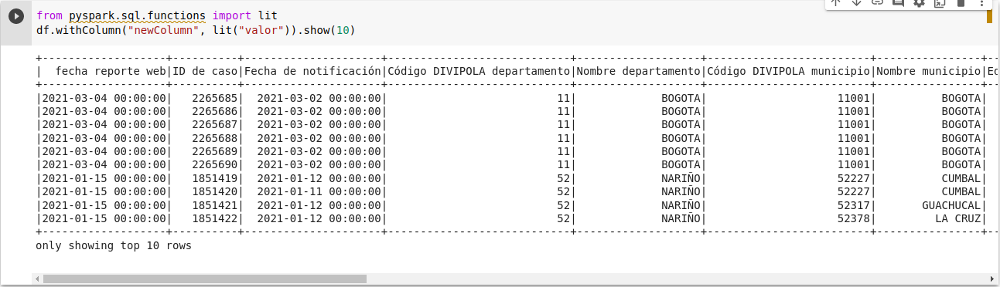 from pyspark.sql.functions import lit
df.withColumn("newColumn", lit("valor")).show(10)
+-------------------+----------+-------------------+----------------------------+-------------------+-------------------------+----------------+--
|  fecha reporte web|ID de caso|Fecha de notificación|Código DIVIPOLA departamento|Nombre departamento|Código DIVIPOLA municipio|Nombre municipio|Ed
+-------------------+----------+-------------------+----------------------------+-------------------+-------------------------+----------------+--
|2021-03-04 00:00:00|   2265685|  2021-03-02 00:00:00|                          11|             BOGOTA|                    11001|          BOGOTA|
|2021-03-04 00:00:00|   2265686|  2021-03-02 00:00:00|                          11|             BOGOTA|                    11001|          BOGOTA|
|2021-03-04 00:00:00|   2265687|  2021-03-02 00:00:00|                          11|             BOGOTA|                    11001|          BOGOTA|
|2021-03-04 00:00:00|   2265688|  2021-03-02 00:00:00|                          11|             BOGOTA|                    11001|          BOGOTA|
|2021-03-04 00:00:00|   2265689|  2021-03-02 00:00:00|                          11|             BOGOTA|                    11001|          BOGOTA|
|2021-03-04 00:00:00|   2265690|  2021-03-02 00:00:00|                          11|             BOGOTA|                    11001|          BOGOTA|
|2021-01-15 00:00:00|   1851419|  2021-01-12 00:00:00|                          52|             NARIÑO|                    52227|          CUMBAL|
|2021-01-15 00:00:00|   1851420|  2021-01-11 00:00:00|                          52|             NARIÑO|                    52227|          CUMBAL|
|2021-01-15 00:00:00|   1851421|  2021-01-12 00:00:00|                          52|             NARIÑO|                    52317|       GUACHUCAL|
|2021-01-15 00:00:00|   1851422|  2021-01-12 00:00:00|                          52|             NARIÑO|                    52378|         LA CRUZ|
+-------------------+----------+-------------------+----------------------------+-------------------+-------------------------+----------------+--
only showing top 10 rows